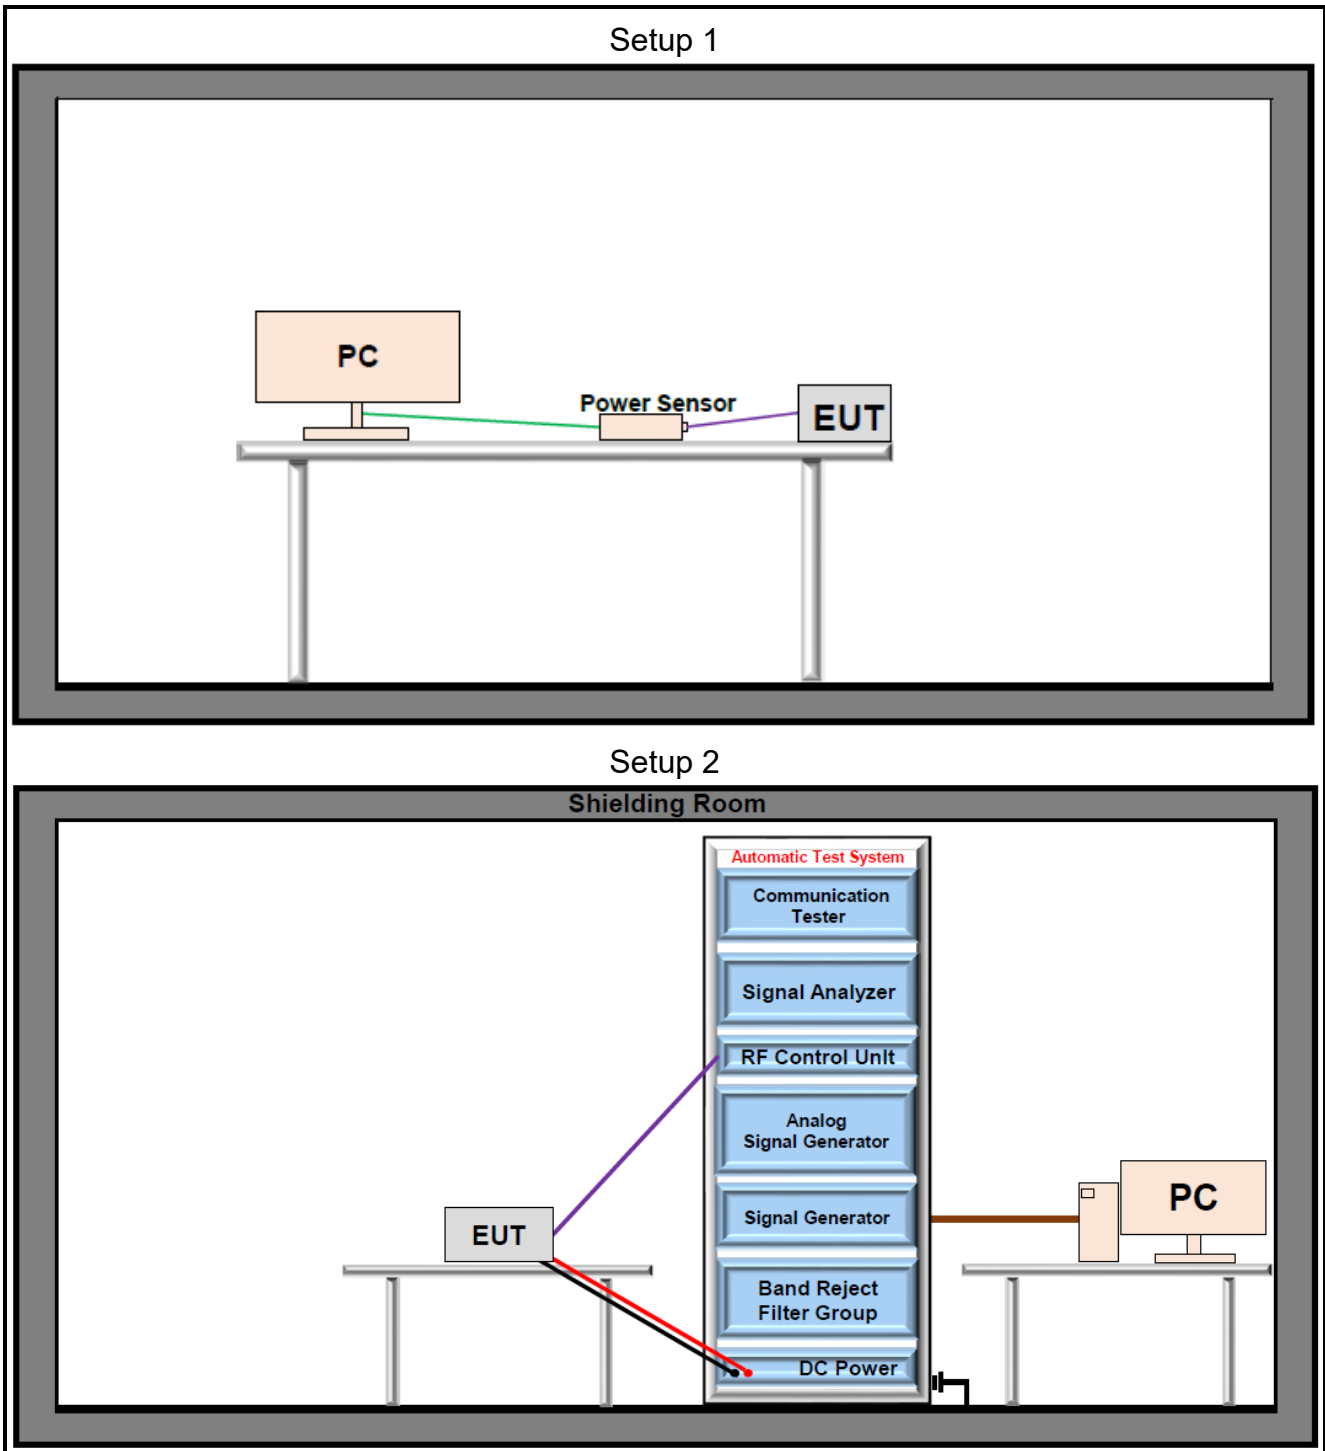 Setup 1
PC
Power Sensor
EUT
Setup 2
Shielding Room
Automatic Test System
Communication
Tester
Signal Analyzer
RF Control UnIt
Analog
Signal Generator
Signal Generator
Band Reject
Filter Group
DC Power
EUT
PC